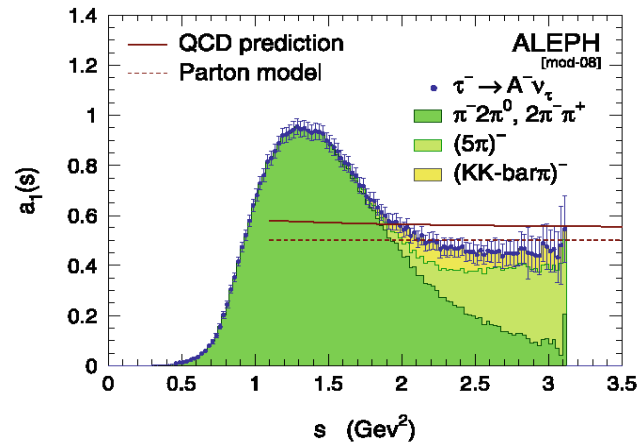 1.4
1.2
1
0.8
0.6
0.4
0.2
0
0 0.5 1 1.5 2 2.5 3 3.5
a₁(s)
s (Gev²)
QCD prediction
Parton model
ALEPH
[mod-08]
τ⁻ → A⁻ν_τ
π⁻2π⁰, 2π⁻π⁺
(5π)⁻
(KK-barπ)⁻